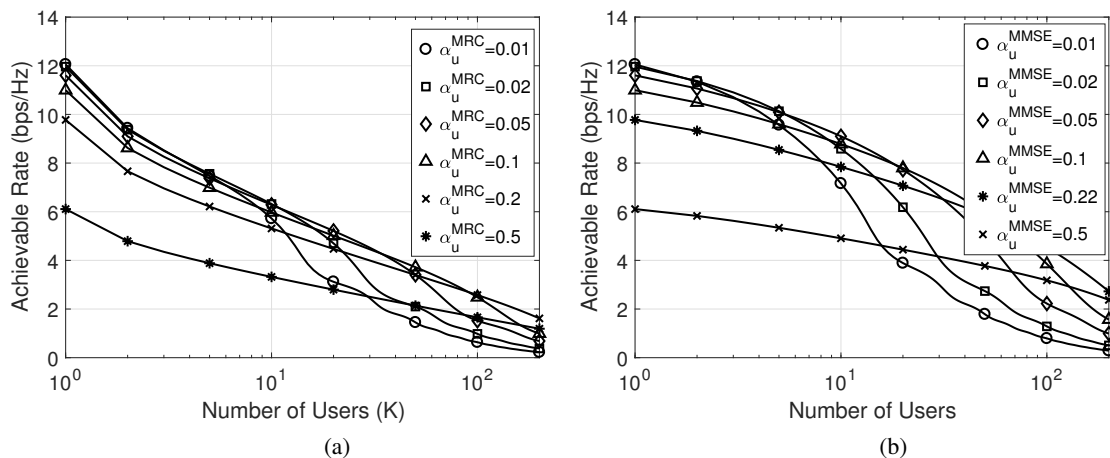 Achievable Rate (bps/Hz)
14
12
10
8
6
4
2
0
10^0
10^1
10^2
Number of Users (K)
α_u^MRC=0.01
α_u^MRC=0.02
α_u^MRC=0.05
α_u^MRC=0.1
α_u^MRC=0.2
α_u^MRC=0.5
(a)
Achievable Rate (bps/Hz)
14
12
10
8
6
4
2
0
10^0
10^1
10^2
Number of Users
α_u^MMSE=0.01
α_u^MMSE=0.02
α_u^MMSE=0.05
α_u^MMSE=0.1
α_u^MMSE=0.22
α_u^MMSE=0.5
(b)